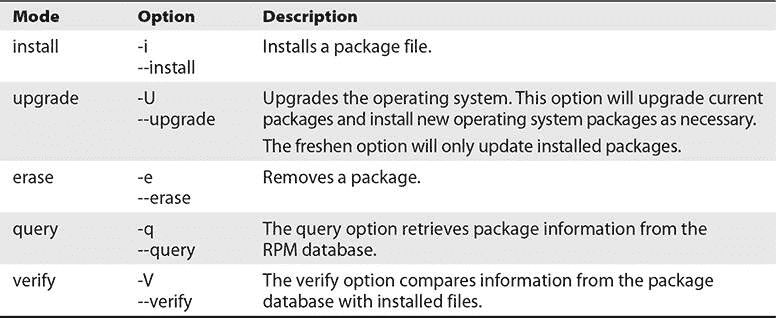 Mode Option Description
install -i Installs a package file.
--install
upgrade -U Upgrades the operating system. This option will upgrade current
--upgrade packages and install new operating system packages as necessary.
The freshen option will only update installed packages.
erase -e Removes a package.
--erase
query -q The query option retrieves package information from the
--query RPM database.
verify -V The verify option compares information from the package
--verify database with installed files.